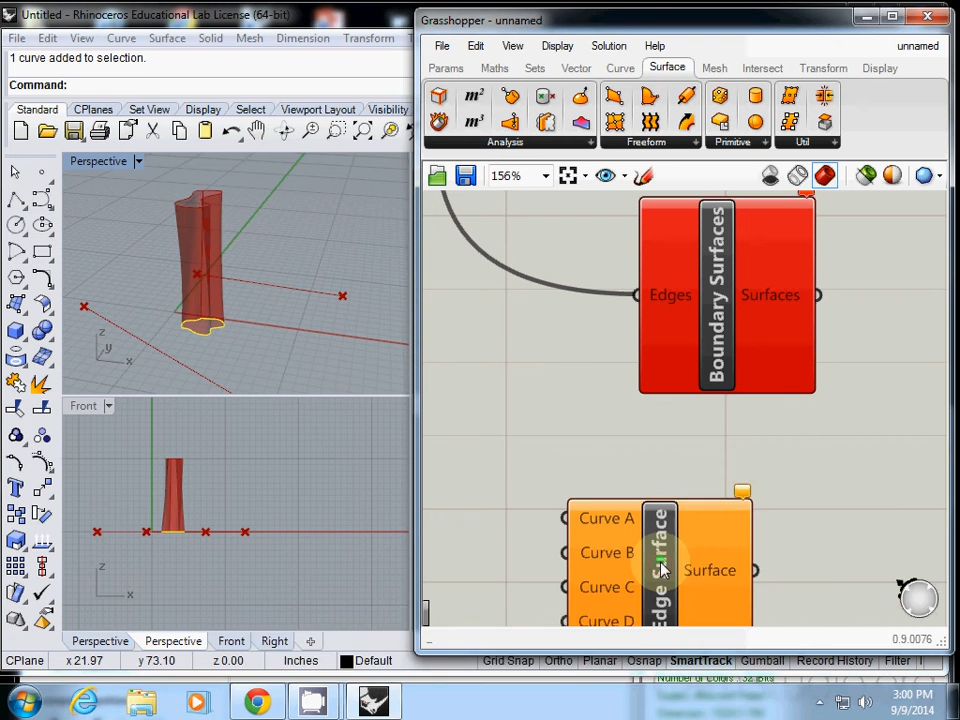 Untitled - Rhinoceros Educational Lab License (64-bit)
File Edit View Curve Surface Solid Mesh Dimension Transform
1 curve added to selection.
Command:
Standard CPlanes Set View Display Select Viewport Layout Visibility
Perspective
z
y
x
Front
z
x
Perspective Perspective Front Right
CPlane x 21.97 y 73.10 z 0.00 Inches Default Grid Snap Ortho Planar Osnap SmartTrack Gumball Record History Filter
Grasshopper - unnamed
File Edit View Display Solution Help unnamed
Params Maths Sets Vector Curve Surface Mesh Intersect Transform Display
m²
m³
Analysis Freeform Primitive Util
156%
Edges Boundary Surfaces Surfaces
Curve A
Curve B
Curve C
Curve D
Edge Surface
Surface
0.9.0076
3:00 PM
9/9/2014